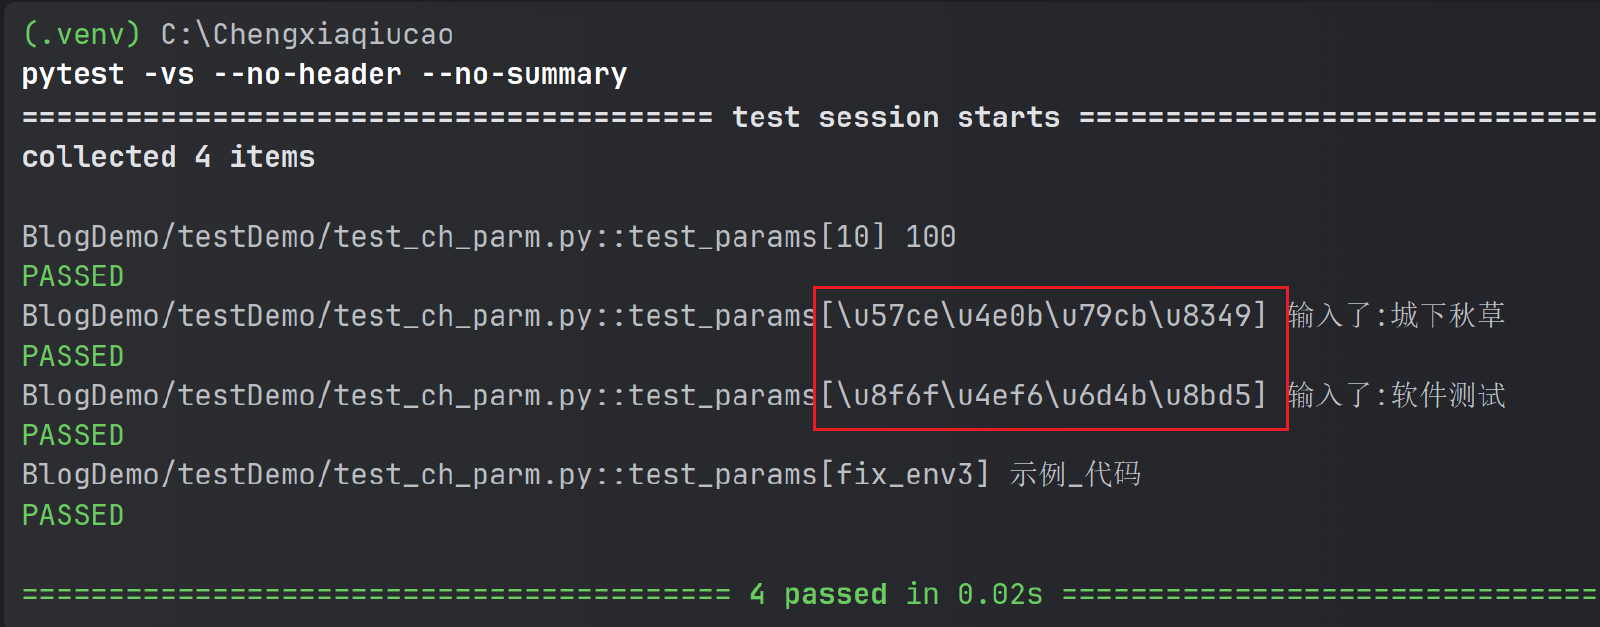 (.venv) C:\Chengxiaqiucao
pytest -vs --no-header --no-summary
======================================== test session starts ==============================
collected 4 items
BlogDemo/testDemo/test_ch_parm.py::test_params[10] 100
PASSED
BlogDemo/testDemo/test_ch_parm.py::test_params[\u57ce\u4e0b\u79cb\u8349] 输入了:城下秋草
PASSED
BlogDemo/testDemo/test_ch_parm.py::test_params[\u8f6f\u4ef6\u6d4b\u8bd5] 输入了:软件测试
PASSED
BlogDemo/testDemo/test_ch_parm.py::test_params[fix_env3] 示例_代码
PASSED
========================================= 4 passed in 0.02s ===============================